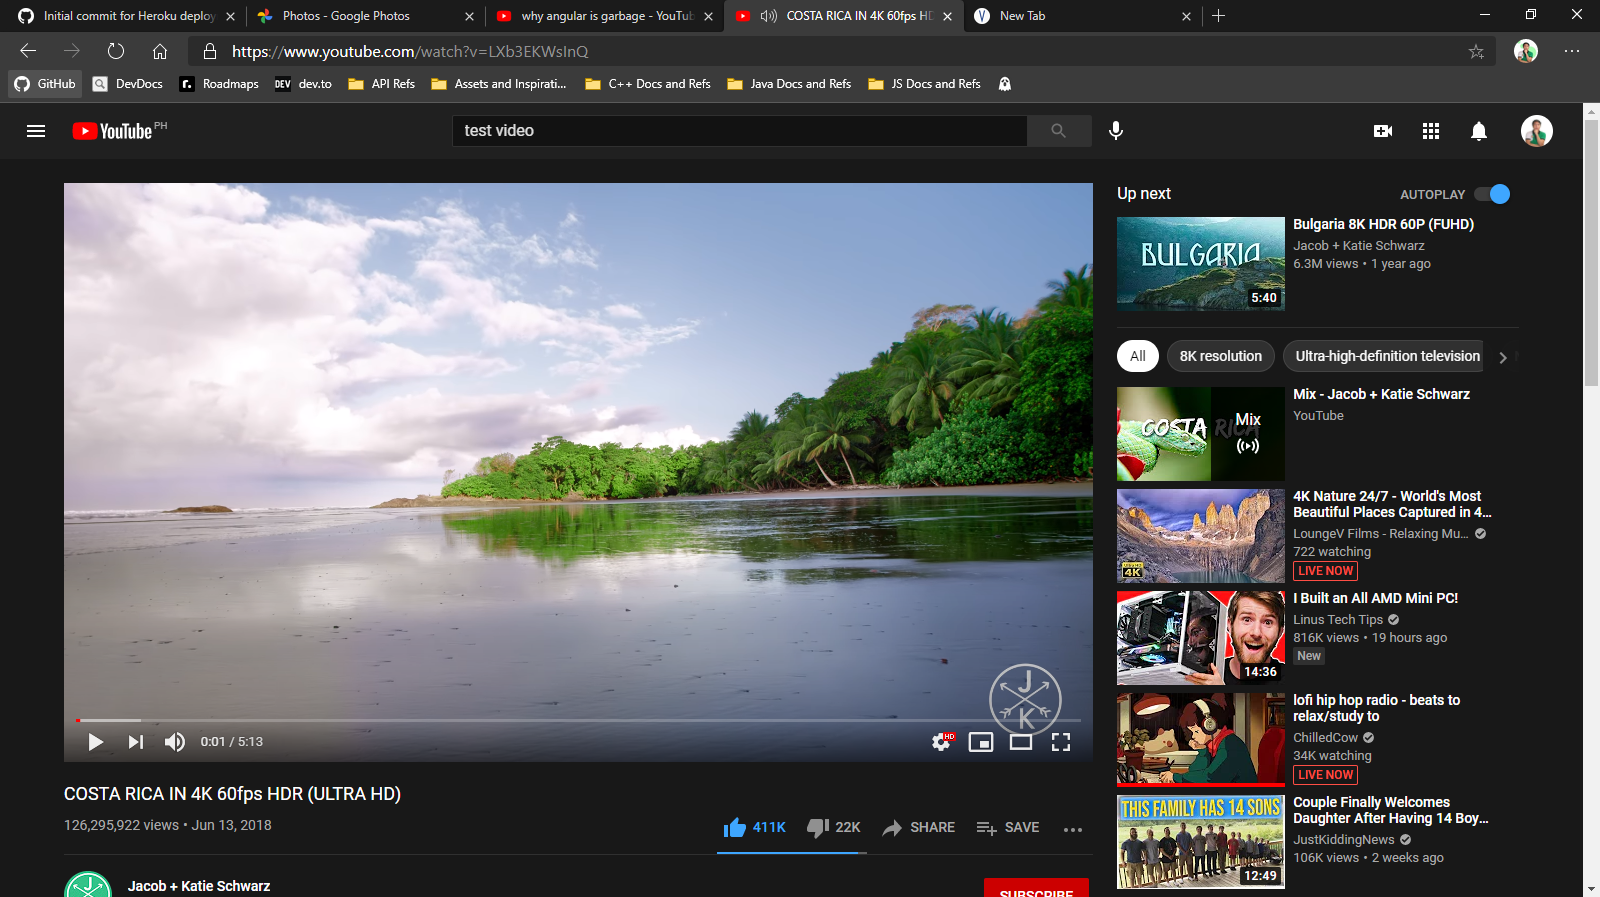 Initial commit for Heroku deploy
Photos - Google Photos
why angular is garbage - YouTub
COSTA RICA IN 4K 60fps HD
New Tab
https://www.youtube.com/watch?v=LXb3EKWsInQ
GitHub
DevDocs
r.
Roadmaps
DEV
dev.to
API Refs
Assets and Inspirati...
C++ Docs and Refs
Java Docs and Refs
JS Docs and Refs
YouTube PH
test video
J
K
0:01 / 5:13
HD
COSTA RICA IN 4K 60fps HDR (ULTRA HD)
126,295,922 views • Jun 13, 2018
411K
22K
SHARE
SAVE
Jacob + Katie Schwarz
SUBSCRIBE
Up next
AUTOPLAY
BULGARIA
5:40
Bulgaria 8K HDR 60P (FUHD)
Jacob + Katie Schwarz
6.3M views • 1 year ago
All
8K resolution
Ultra-high-definition television
COSTA RICA
Mix
Mix - Jacob + Katie Schwarz
YouTube
4K
4K Nature 24/7 - World's Most
Beautiful Places Captured in 4...
LoungeV Films - Relaxing Mu...
722 watching
LIVE NOW
14:36
I Built an All AMD Mini PC!
Linus Tech Tips
816K views • 19 hours ago
New
lofi hip hop radio - beats to
relax/study to
ChilledCow
34K watching
LIVE NOW
THIS FAMILY HAS 14 SONS
12:49
Couple Finally Welcomes
Daughter After Having 14 Boy...
JustKiddingNews
106K views • 2 weeks ago